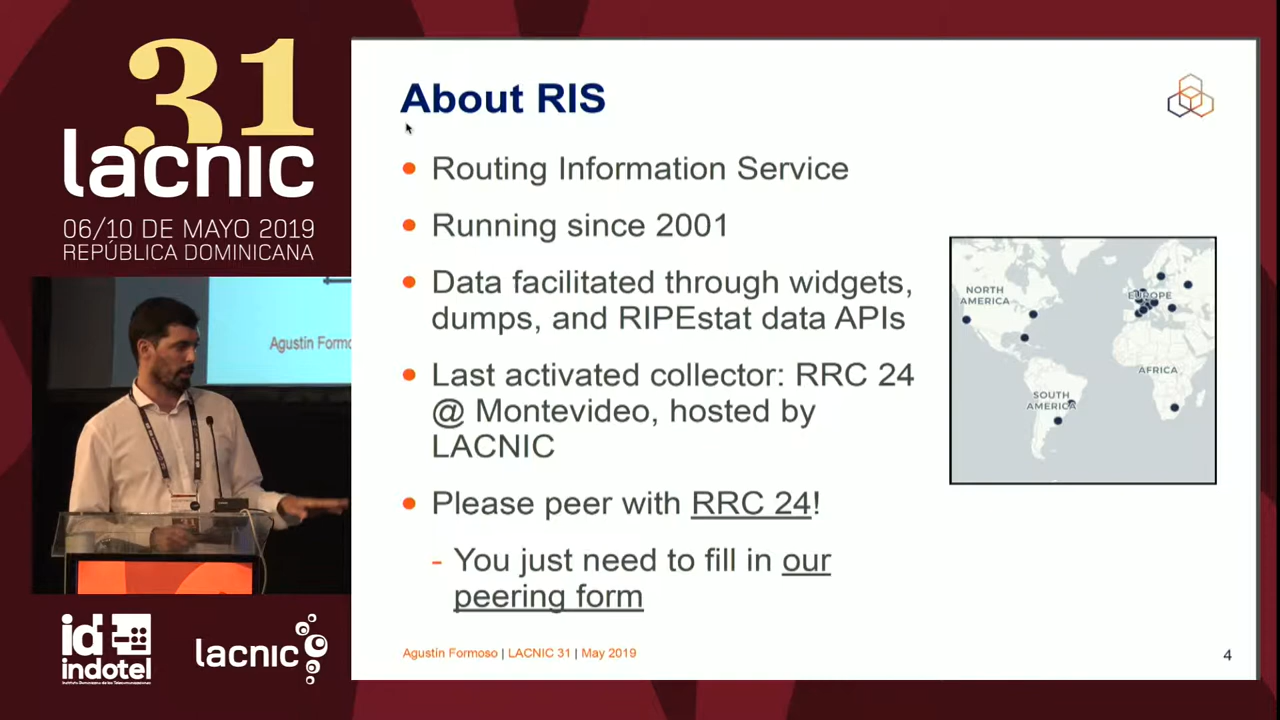 31
lacnic
06/10 DE MAYO 2019
REPÚBLICA DOMINICANA
Agustín Formo
id
indotel
lacnic
About RIS
Routing Information Service
Running since 2001
Data facilitated through widgets,
dumps, and RIPEstat data APIs
Last activated collector: RRC 24
@ Montevideo, hosted by
LACNIC
Please peer with RRC 24!
- You just need to fill in our
peering form
NORTH
AMERICA
EUROPE
AFRICA
SOUTH
AMERICA
Agustín Formoso | LACNIC 31 | May 2019
4